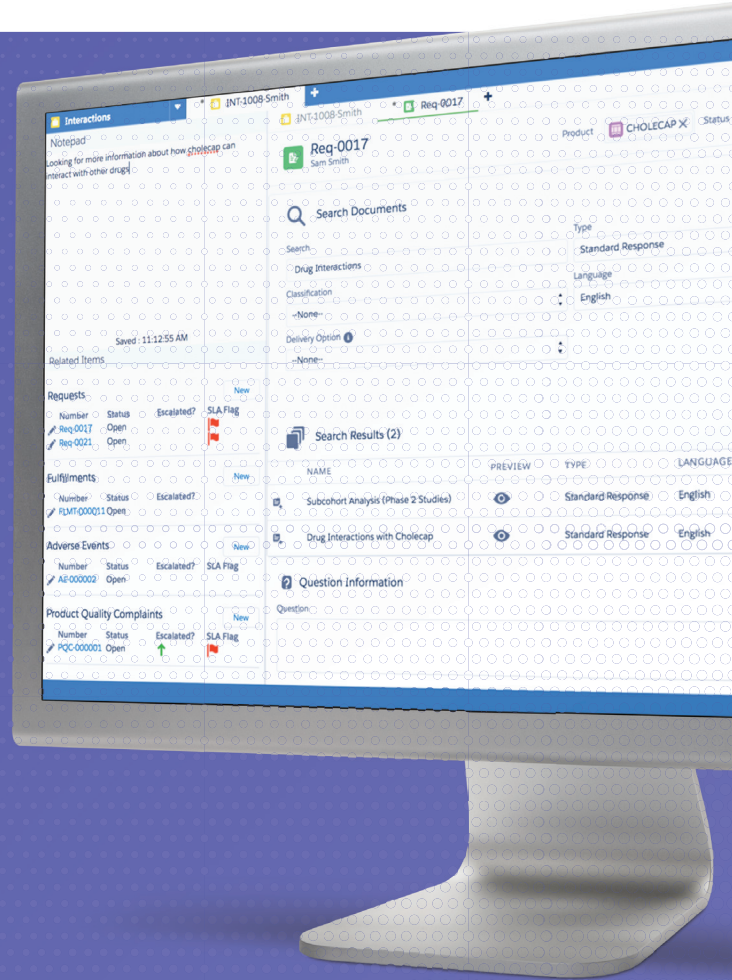 Interactions
INT-1008-Smith
Notepad
Looking for more information about how cholecap can
interact with other drugs
Saved : 11:12:55 AM
Related Items
Requests
New
Number Status Escalated? SLA Flag
Req-0017 Open
Req-0021 Open
Fulfillments
New
Number Status Escalated?
FLMT-000011 Open
Adverse Events
New
Number Status Escalated? SLA Flag
AE-000002 Open
Product Quality Complaints
New
Number Status Escalated? SLA Flag
PQC-000001 Open
INT-1008-Smith
* Req-0017
Req-0017
Sam Smith
Product CHOLECAP X Status
Search Documents
Search
Drug Interactions
Type
Standard Response
Classification
--None--
Language
English
Delivery Option
--None--
Search Results (2)
NAME PREVIEW TYPE LANGUAGE
Subcohort Analysis (Phase 2 Studies) Standard Response English
Drug Interactions with Cholecap Standard Response English
Question Information
Question